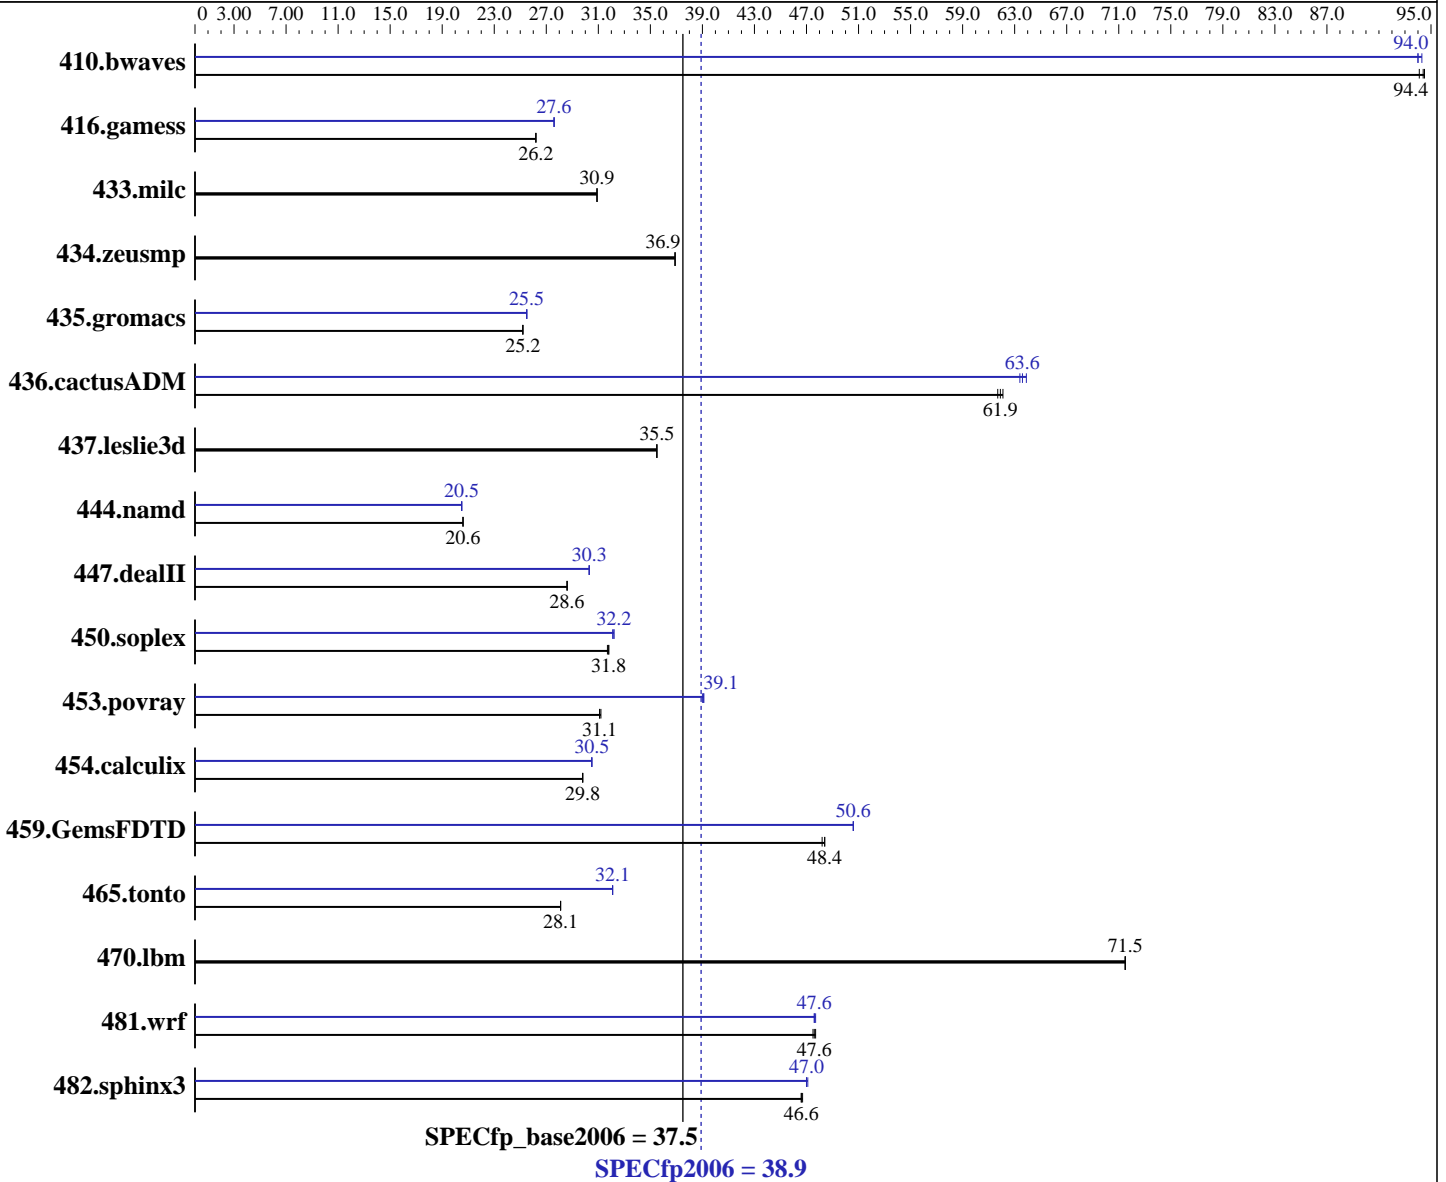 0 3.00 7.00 11.0 15.0 19.0 23.0 27.0 31.0 35.0 39.0 43.0 47.0 51.0 55.0 59.0 63.0 67.0 71.0 75.0 79.0 83.0 87.0 95.0
94.0
410.bwaves
94.4
27.6
416.gamess
26.2
30.9
433.milc
36.9
434.zeusmp
25.5
435.gromacs
25.2
63.6
436.cactusADM
61.9
35.5
437.leslie3d
20.5
444.namd
20.6
30.3
447.dealII
28.6
32.2
450.soplex
31.8
39.1
453.povray
31.1
30.5
454.calculix
29.8
50.6
459.GemsFDTD
48.4
32.1
465.tonto
28.1
71.5
470.lbm
47.6
481.wrf
47.6
47.0
482.sphinx3
46.6
SPECfp_base2006 = 37.5
SPECfp2006 = 38.9